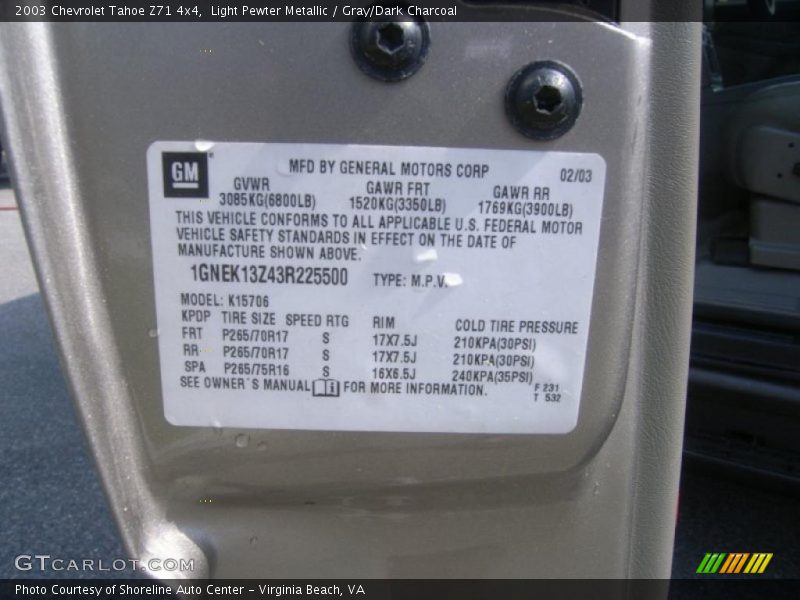 2003 Chevrolet Tahoe Z71 4x4, Light Pewter Metallic / Gray/Dark Charcoal
GM
MFD BY GENERAL MOTORS CORP 02/03
GVWR GAWR FRT GAWR RR
3085KG(6800LB) 1520KG(3350LB) 1769KG(3900LB)
THIS VEHICLE CONFORMS TO ALL APPLICABLE U.S. FEDERAL MOTOR
VEHICLE SAFETY STANDARDS IN EFFECT ON THE DATE OF
MANUFACTURE SHOWN ABOVE.
1GNEK13Z43R225500 TYPE: M.P.V.
MODEL: K15706
KPDP TIRE SIZE SPEED RTG RIM COLD TIRE PRESSURE
FRT P265/70R17 S 17X7.5J 210KPA(30PSI)
RR P265/70R17 S 17X7.5J 210KPA(30PSI)
SPA P265/75R16 S 16X6.5J 240KPA(35PSI)
SEE OWNER'S MANUAL FOR MORE INFORMATION.
F 231
T 532
GTCARLOT.COM
Photo Courtesy of Shoreline Auto Center - Virginia Beach, VA